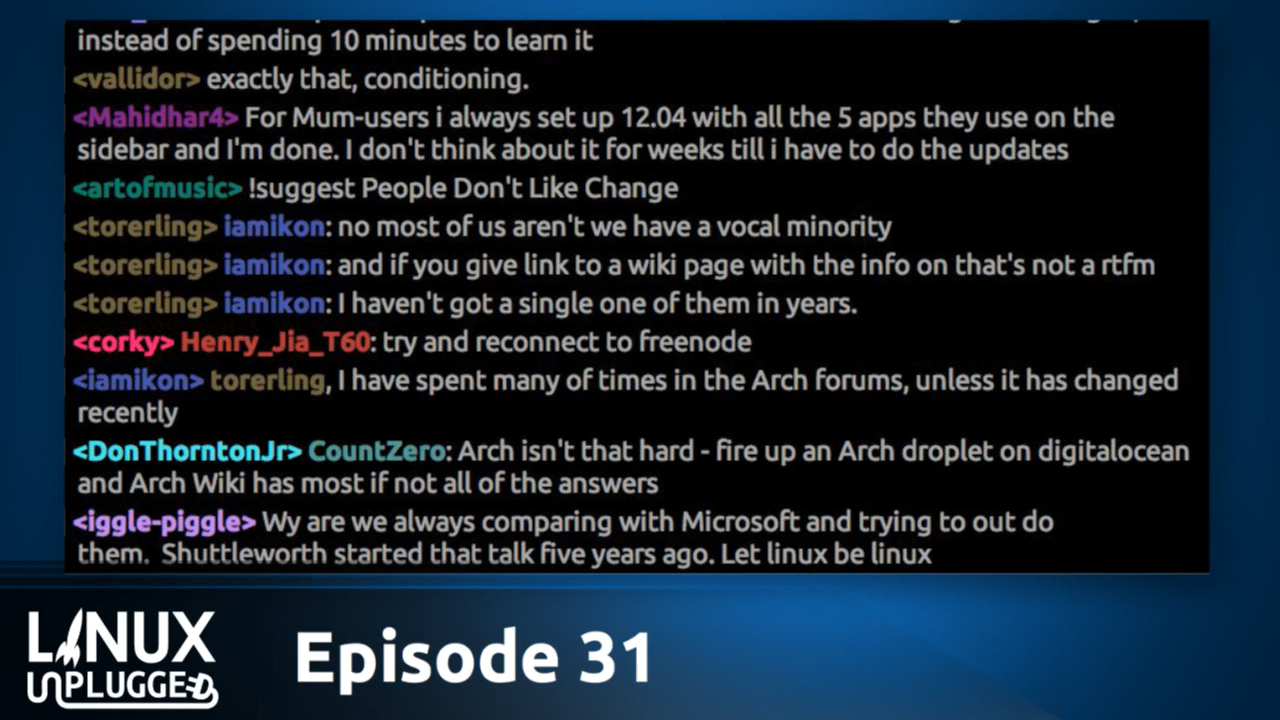 instead of spending 10 minutes to learn it
<vallidor> exactly that, conditioning.
<Mahidhar4> For Mum-users i always set up 12.04 with all the 5 apps they use on the
sidebar and I'm done. I don't think about it for weeks till i have to do the updates
<artofmusic> !suggest People Don't Like Change
<torerling> iamikon: no most of us aren't we have a vocal minority
<torerling> iamikon: and if you give link to a wiki page with the info on that's not a rtfm
<torerling> iamikon: I haven't got a single one of them in years.
<corky> Henry_Jia_T60: try and reconnect to freenode
<iamikon> torerling, I have spent many of times in the Arch forums, unless it has changed
recently
<DonThorntonJr> CountZero: Arch isn't that hard - fire up an Arch droplet on digitalocean
and Arch Wiki has most if not all of the answers
<iggle-piggle> Wy are we always comparing with Microsoft and trying to out do
them.  Shuttleworth started that talk five years ago. Let linux be linux
LINUX
UNPLUGGED
Episode 31